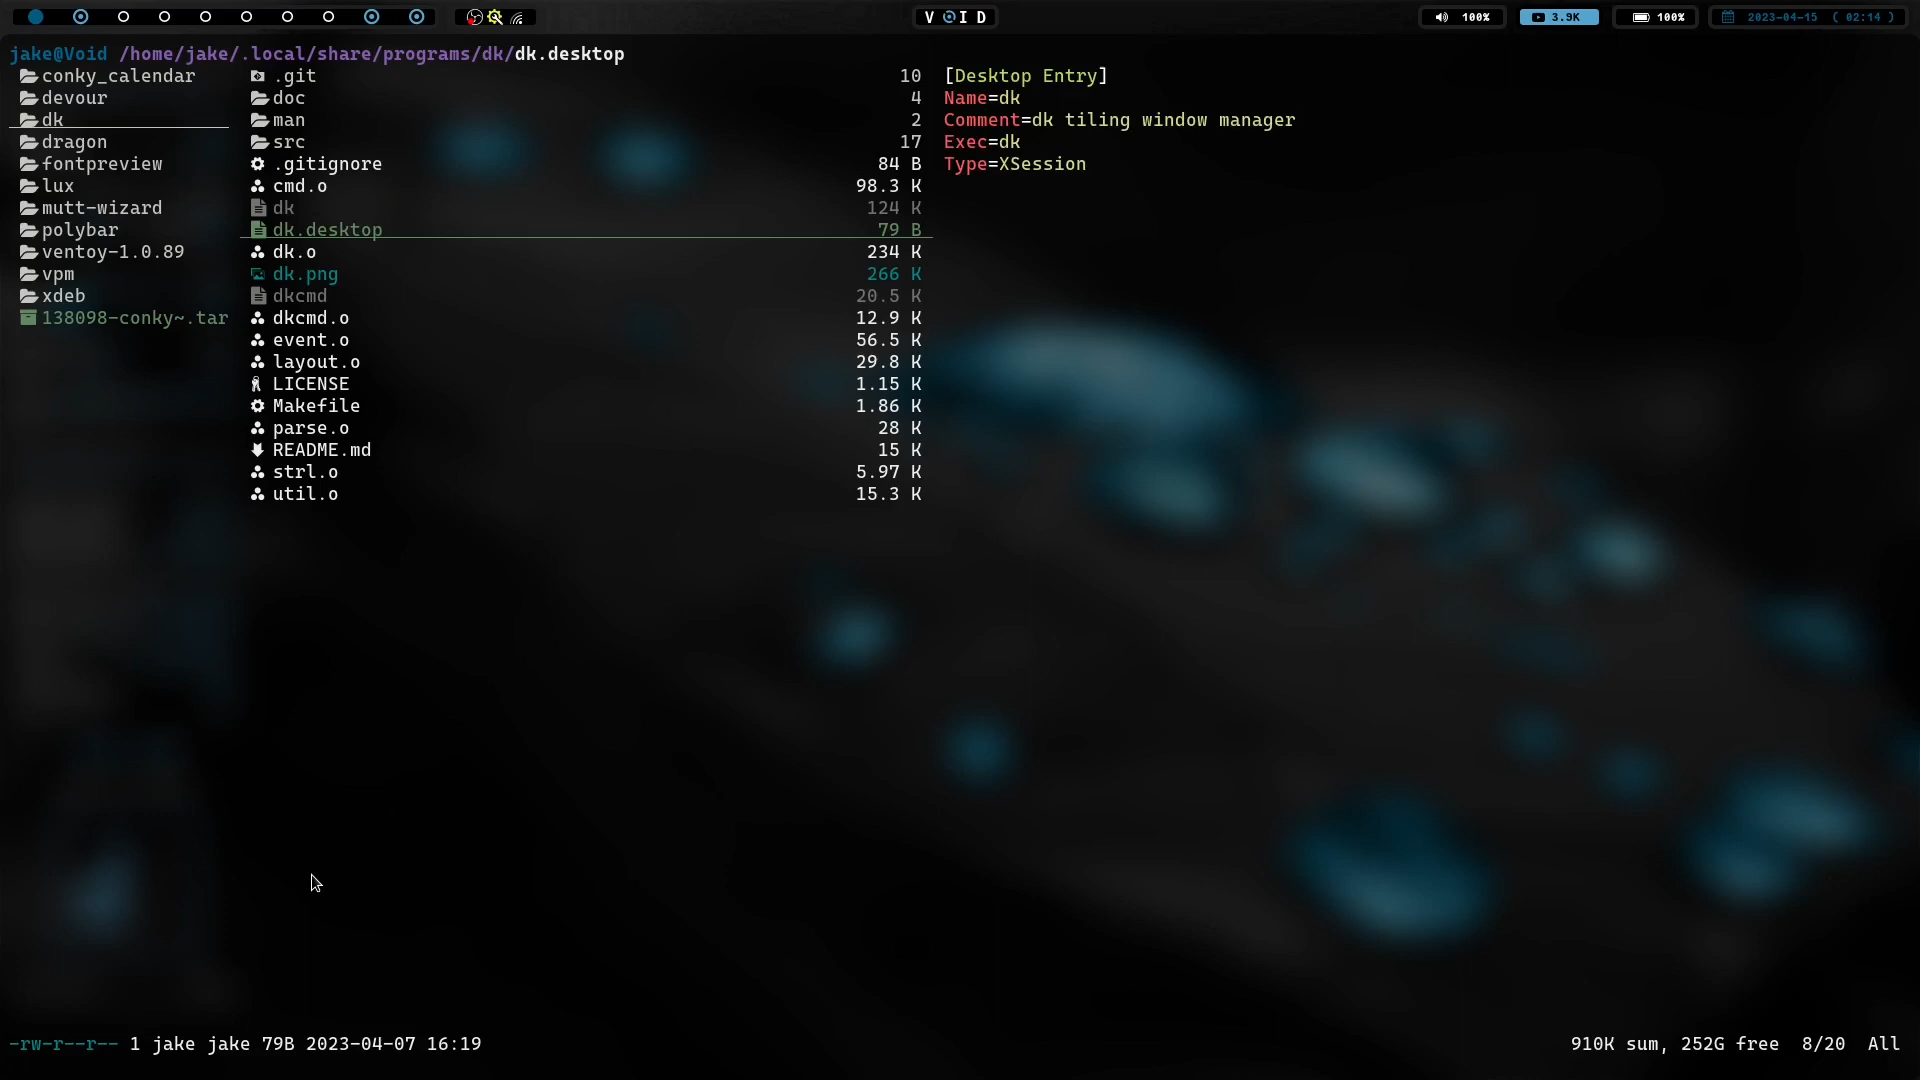 V O I D
100%
3.9K
100%
2023-04-15 ( 02:14 )
jake@Void /home/jake/.local/share/programs/dk/dk.desktop
conky_calendar
devour
dk
dragon
fontpreview
lux
mutt-wizard
polybar
ventoy-1.0.89
vpm
xdeb
138098-conky~.tar
.git 10
doc 4
man 2
src 17
.gitignore 84 B
cmd.o 98.3 K
dk 124 K
dk.desktop 79 B
dk.o 234 K
dk.png 266 K
dkcmd 20.5 K
dkcmd.o 12.9 K
event.o 56.5 K
layout.o 29.8 K
LICENSE 1.15 K
Makefile 1.86 K
parse.o 28 K
README.md 15 K
strl.o 5.97 K
util.o 15.3 K
[Desktop Entry]
Name=dk
Comment=dk tiling window manager
Exec=dk
Type=XSession
-rw-r--r-- 1 jake jake 79B 2023-04-07 16:19
910K sum, 252G free 8/20 All